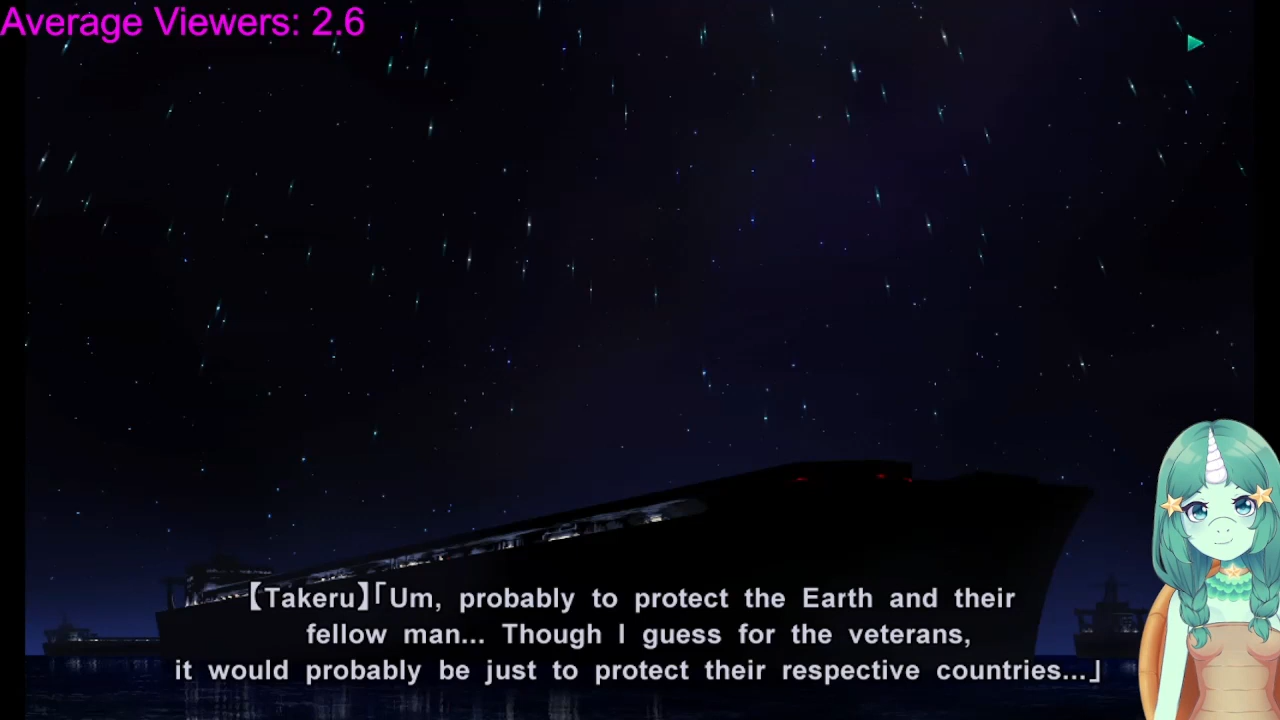 Average Viewers: 2.6
【Takeru】「Um, probably to protect the Earth and their
fellow man... Though I guess for the veterans,
it would probably be just to protect their respective countries...」